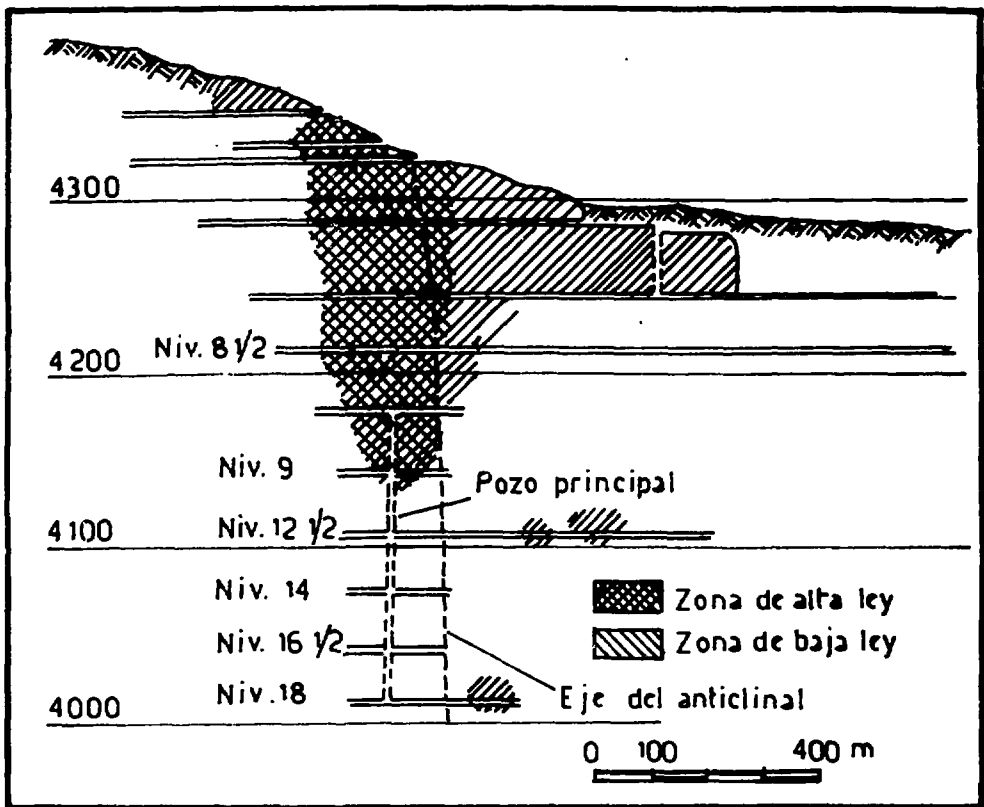 4300
Niv. 8 1/2
4200
Niv. 9
Pozo principal
Niv. 12 1/2
4100
Niv. 14
Zona de alta ley
Niv. 16 1/2
Zona de baja ley
Niv. 18
Eje del anticlinal
4000
0 100 400 m